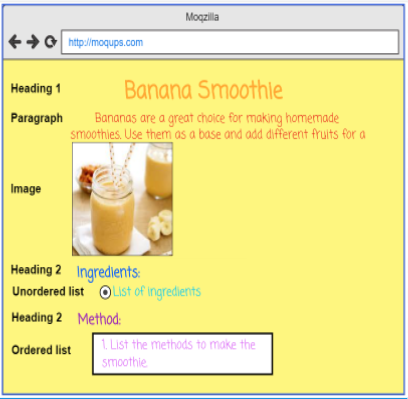 Moqzilla
http://moqups.com
Heading 1 Banana Smoothie
Paragraph Bananas are a great choice for making homemade
smoothies. Use them as a base and add different fruits for a
Image
Heading 2 Ingredients:
Unordered list List of ingredients
Heading 2 Method:
Ordered list 1. List the methods to make the
smoothie.